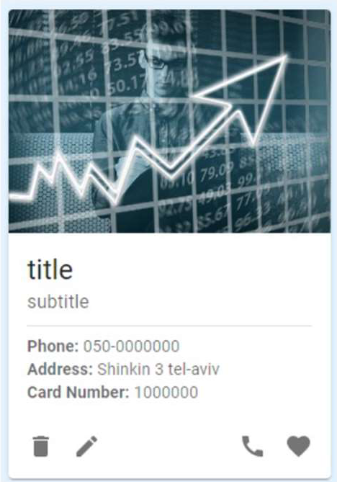 title
subtitle
Phone: 050-0000000
Address: Shinkin 3 tel-aviv
Card Number: 1000000